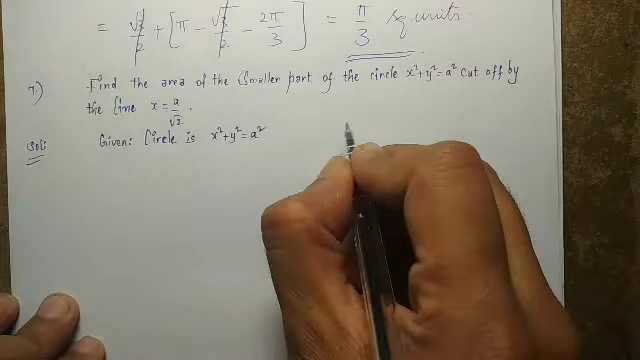 = √3/2 + [π − √3/2 − 2π/3] = π/3 sq. units.
7) Find the area of the Smaller part of the circle x²+y²=a² cut off by
the line x = a/√2 .
Sol: Given: Circle is x²+y²=a²